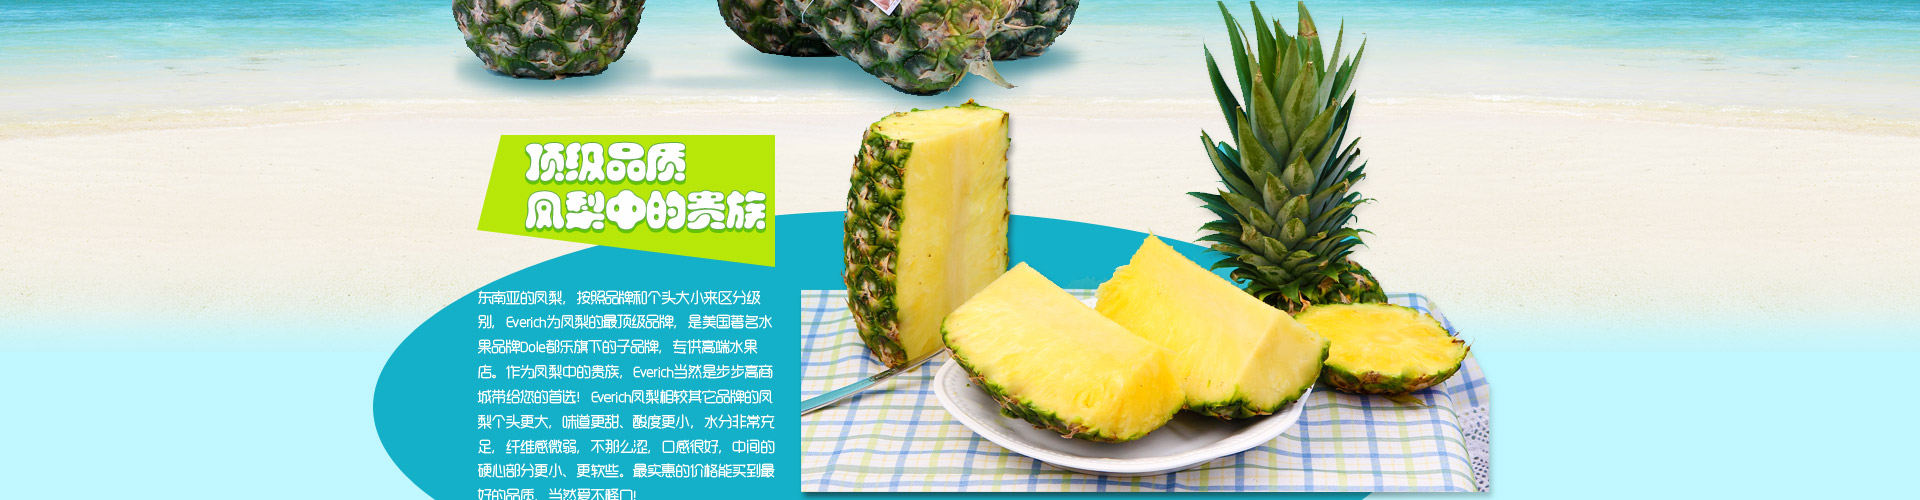 顶级品质
凤梨中的贵族
东南亚的凤梨，按照品牌和个头大小来区分级
别，Everich为凤梨的最顶级品牌，是美国著名水
果品牌Dole都乐旗下的子品牌，专供高端水果
店。作为凤梨中的贵族，Everich当然是步步高商
城带给您的首选！Everich凤梨相较其它品牌的凤
梨个头更大，味道更甜、酸度更小，水分非常充
足，纤维感微弱，不那么涩，口感很好，中间的
硬心部分更小、更软些。最实惠的价格能买到最
好的品质，当然爱不释口!